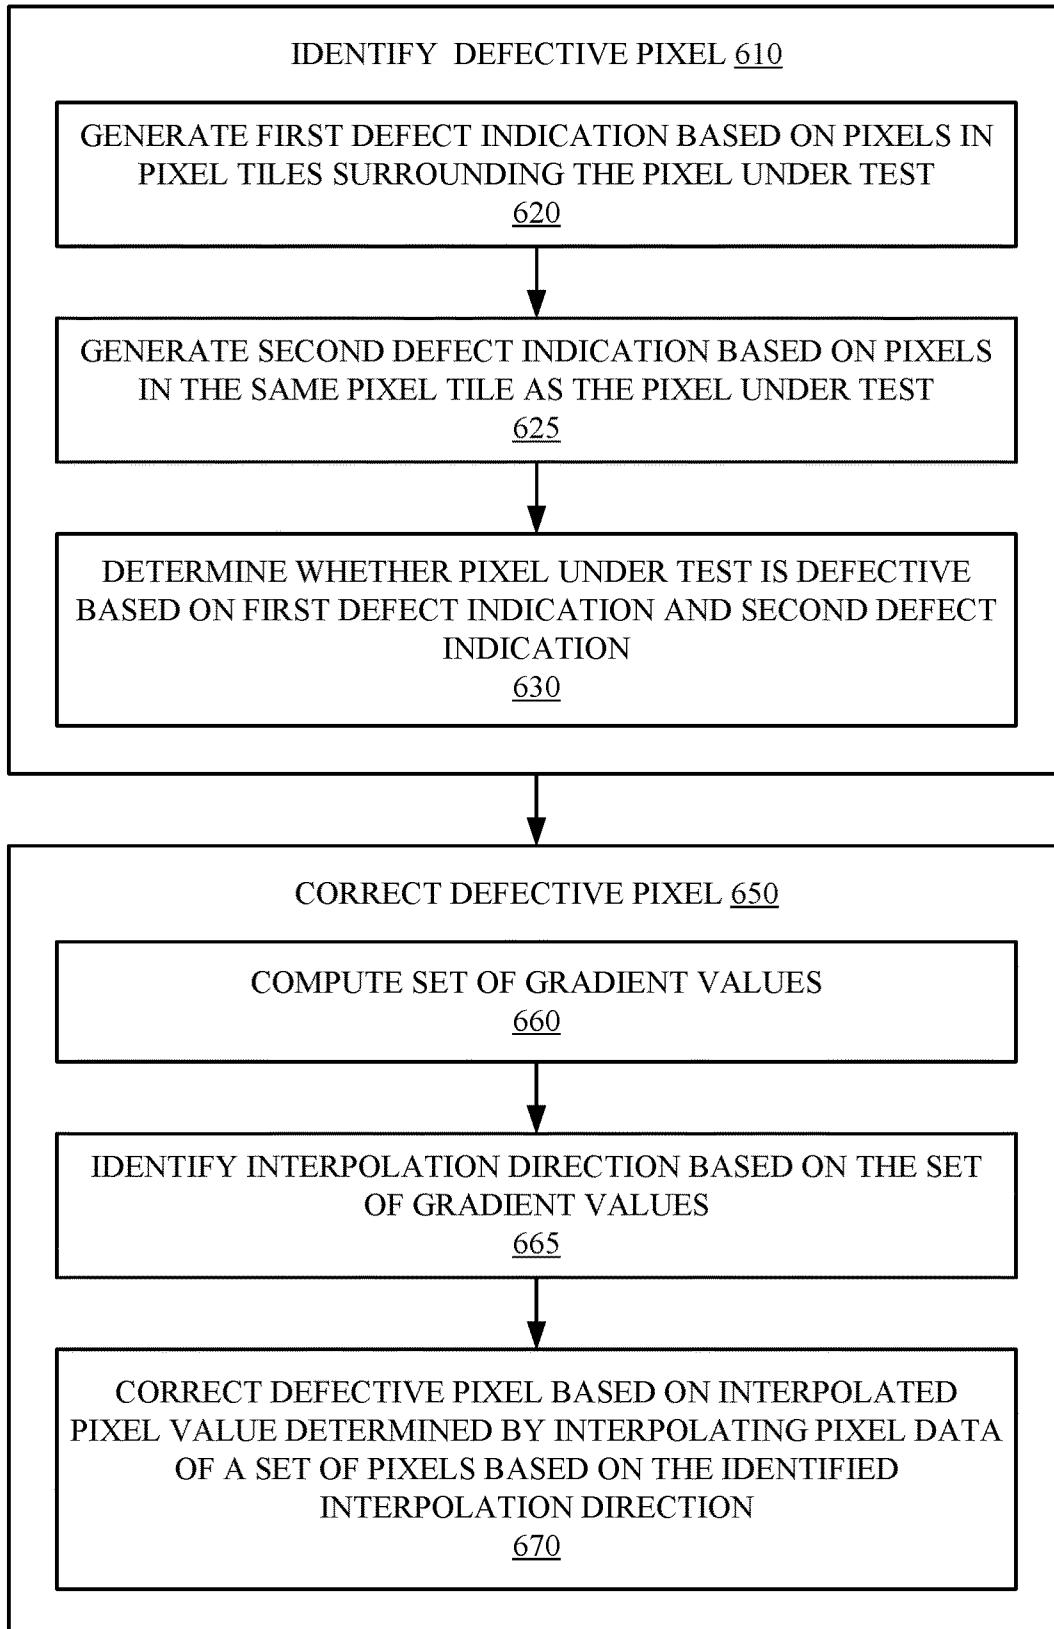 IDENTIFY DEFECTIVE PIXEL 610
GENERATE FIRST DEFECT INDICATION BASED ON PIXELS IN
PIXEL TILES SURROUNDING THE PIXEL UNDER TEST
620
GENERATE SECOND DEFECT INDICATION BASED ON PIXELS
IN THE SAME PIXEL TILE AS THE PIXEL UNDER TEST
625
DETERMINE WHETHER PIXEL UNDER TEST IS DEFECTIVE
BASED ON FIRST DEFECT INDICATION AND SECOND DEFECT
INDICATION
630
CORRECT DEFECTIVE PIXEL 650
COMPUTE SET OF GRADIENT VALUES
660
IDENTIFY INTERPOLATION DIRECTION BASED ON THE SET
OF GRADIENT VALUES
665
CORRECT DEFECTIVE PIXEL BASED ON INTERPOLATED
PIXEL VALUE DETERMINED BY INTERPOLATING PIXEL DATA
OF A SET OF PIXELS BASED ON THE IDENTIFIED
INTERPOLATION DIRECTION
670